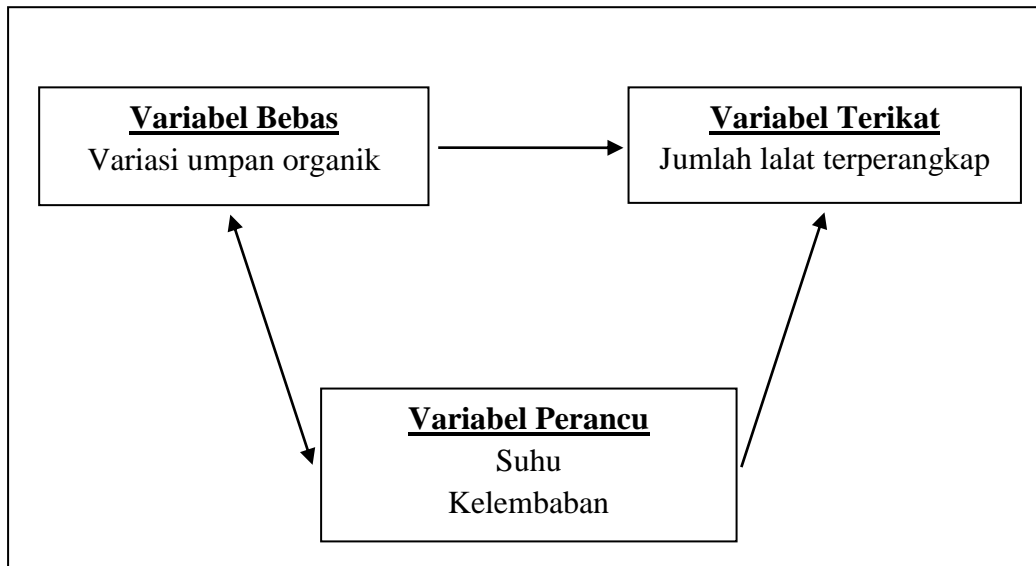 Variabel Bebas
Variasi umpan organik
Variabel Terikat
Jumlah lalat terperangkap
Variabel Perancu
Suhu
Kelembaban